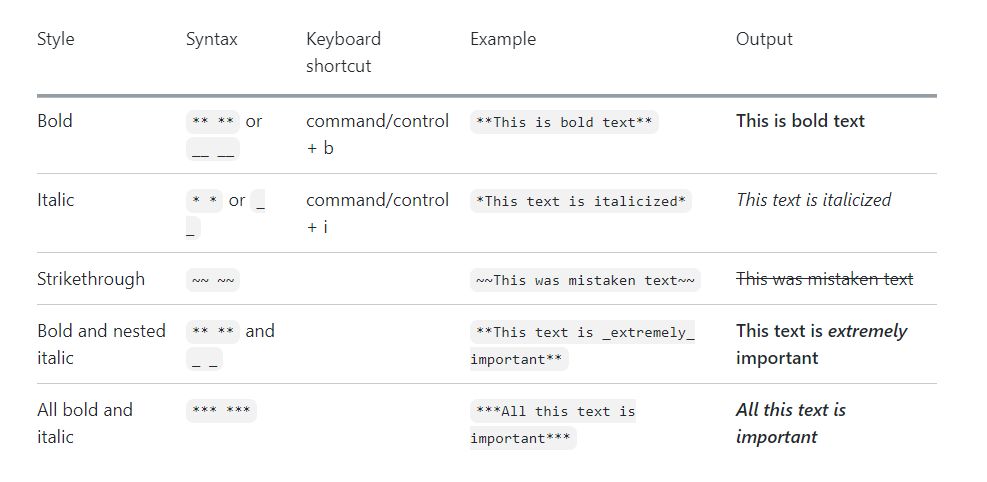 Style Syntax Keyboard shortcut Example Output
Bold ** ** or __ __ command/control + b **This is bold text** This is bold text
Italic * * or _ _ command/control + i *This text is italicized* This text is italicized
Strikethrough ~~ ~~ ~~This was mistaken text~~ This was mistaken text
Bold and nested italic ** ** and _ _ **This text is _extremely_ important** This text is extremely important
All bold and italic *** *** ***All this text is important*** All this text is important